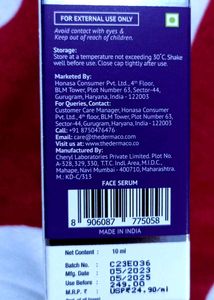 FOR EXTERNAL USE ONLY
Avoid contact with eyes &
Keep out of reach of children.
Storage:
Store at a temperature not exceeding 30°C. Shake
well before use. Close cap tightly after use.
Marketed By:
Honasa Consumer Pvt. Ltd., 4th Floor,
BLM Tower, Plot Number 63, Sector-44,
Gurugram, Haryana, India - 122003
For Queries, Contact:
Customer Care Manager, Honasa Consumer
Pvt. Ltd., 4th Floor, BLM Tower, Plot Number 63,
Sector-44, Gurugram, Haryana, India - 122003.
Call: +91 8750476476
Email: care@thedermaco.com
Visit us at: www.thedermaco.com
Manufactured By:
Cheryl Laboratories Private Limited. Plot No.
A-328, 329, 330, T.T.C. Indl. Area, M.I.D.C.,
Mahape, Navi Mumbai, - 400710, Maharashtra.
M.: KD-C/313
8 906087 775058
FACE SERUM
MADE IN INDIA
Net Content : 10 ml
Batch No. : C23E036
Mfg. Date : 05/2023
Use Before : 05/2025
M.R.P. ₹ 249.00
USP₹24.90/ml